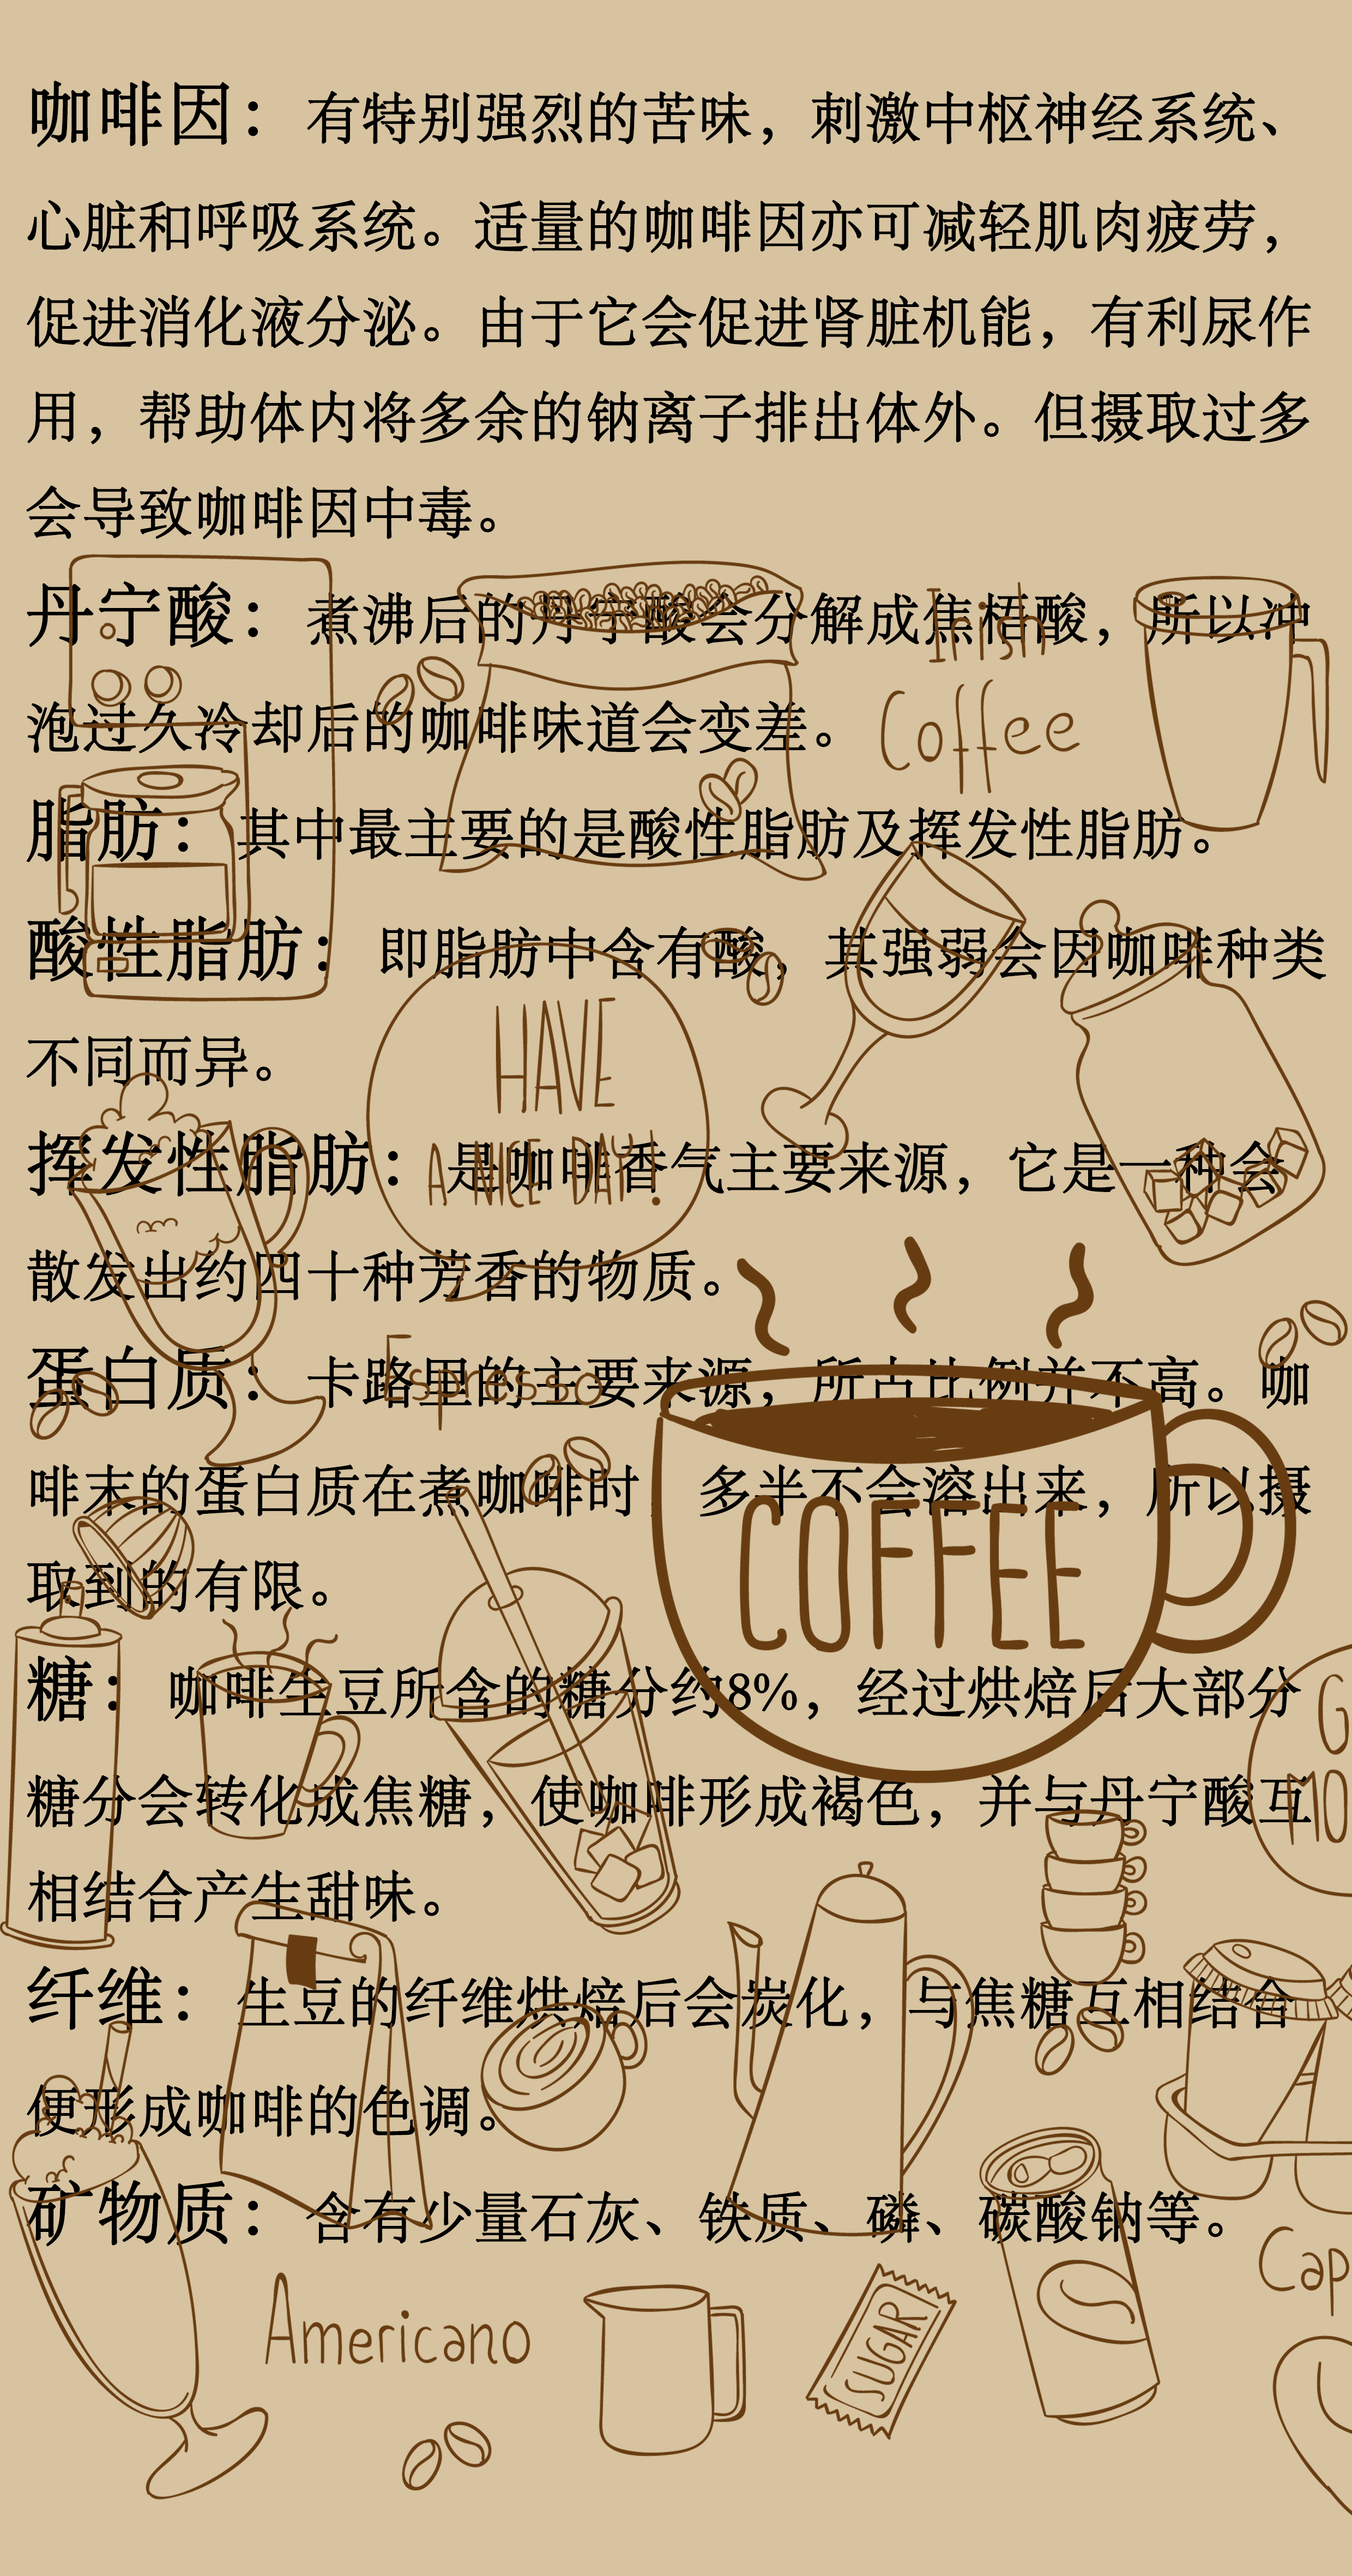 咖啡因：有特别强烈的苦味，刺激中枢神经系统、
心脏和呼吸系统。适量的咖啡因亦可减轻肌肉疲劳，
促进消化液分泌。由于它会促进肾脏机能，有利尿作
用，帮助体内将多余的钠离子排出体外。但摄取过多
会导致咖啡因中毒。
丹宁酸：煮沸后的丹宁酸会分解成焦梧酸，所以冲
泡过久冷却后的咖啡味道会变差。
Irish
Coffee
脂肪：其中最主要的是酸性脂肪及挥发性脂肪。
酸性脂肪：即脂肪中含有酸，其强弱会因咖啡种类
不同而异。
HAVE
A NICE DAY!
挥发性脂肪：是咖啡香气主要来源，它是一种会
散发出约四十种芳香的物质。
Espresso
蛋白质：卡路里的主要来源，所占比例并不高。咖
啡末的蛋白质在煮咖啡时，多半不会溶出来，所以摄
取到的有限。
COFFEE
糖：咖啡生豆所含的糖分约8%，经过烘焙后大部分
糖分会转化成焦糖，使咖啡形成褐色，并与丹宁酸互
相结合产生甜味。
G
MO
纤维：生豆的纤维烘焙后会炭化，与焦糖互相结合
便形成咖啡的色调。
矿物质：含有少量石灰、铁质、磷、碳酸钠等。
Cap
Americano
SUGAR